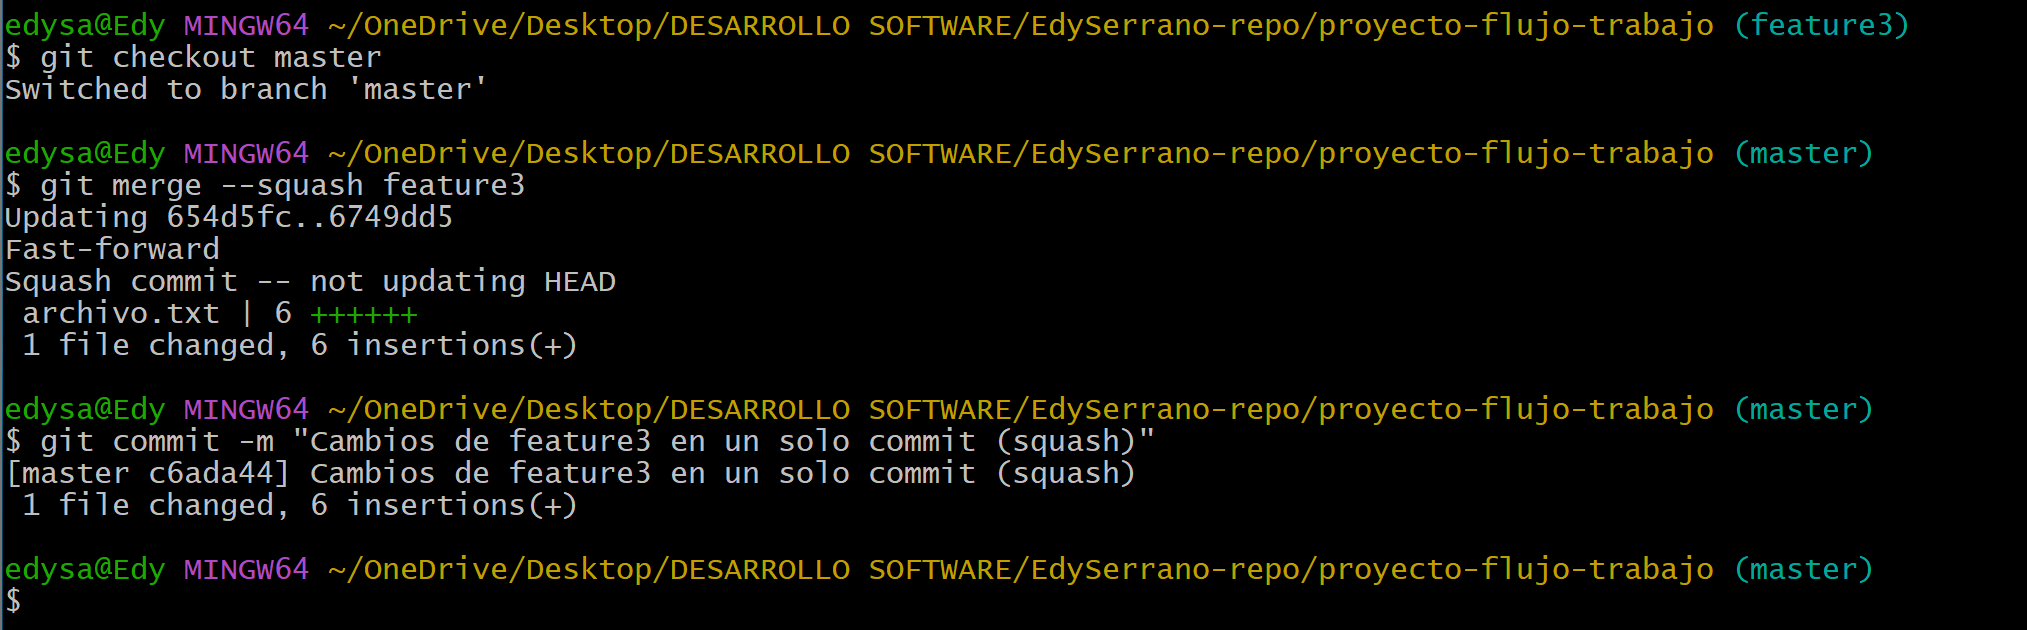 edysa@Edy MINGW64 ~/OneDrive/Desktop/DESARROLLO SOFTWARE/EdySerrano-repo/proyecto-flujo-trabajo (feature3)
$ git checkout master
Switched to branch 'master'
edysa@Edy MINGW64 ~/OneDrive/Desktop/DESARROLLO SOFTWARE/EdySerrano-repo/proyecto-flujo-trabajo (master)
$ git merge --squash feature3
Updating 654d5fc..6749dd5
Fast-forward
Squash commit -- not updating HEAD
 archivo.txt | 6 ++++++
 1 file changed, 6 insertions(+)
edysa@Edy MINGW64 ~/OneDrive/Desktop/DESARROLLO SOFTWARE/EdySerrano-repo/proyecto-flujo-trabajo (master)
$ git commit -m "Cambios de feature3 en un solo commit (squash)"
[master c6ada44] Cambios de feature3 en un solo commit (squash)
 1 file changed, 6 insertions(+)
edysa@Edy MINGW64 ~/OneDrive/Desktop/DESARROLLO SOFTWARE/EdySerrano-repo/proyecto-flujo-trabajo (master)
$